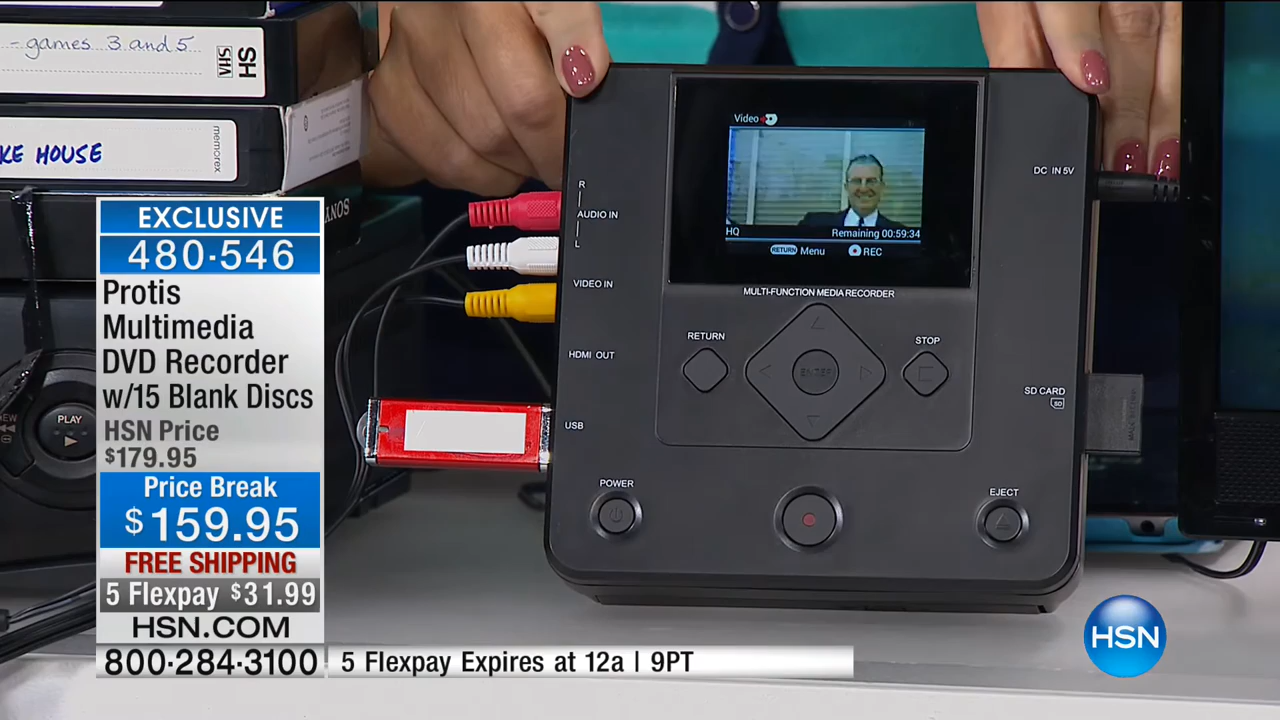 - games 3 and 5
VHS
KE HOUSE
memorex
SONY
PLAY
EXCLUSIVE
480-546
Protis
Multimedia
DVD Recorder
w/15 Blank Discs
HSN Price
$179.95
Price Break
$159.95
FREE SHIPPING
5 Flexpay $31.99
HSN.COM
800-284-3100
5 Flexpay Expires at 12a | 9PT
Video
HQ
Remaining 00:59:34
RETURN Menu
REC
MULTI-FUNCTION MEDIA RECORDER
R
AUDIO IN
L
VIDEO IN
HDMI OUT
USB
DC IN 5V
SD CARD
SD
RETURN
STOP
ENTER
POWER
EJECT
HSN